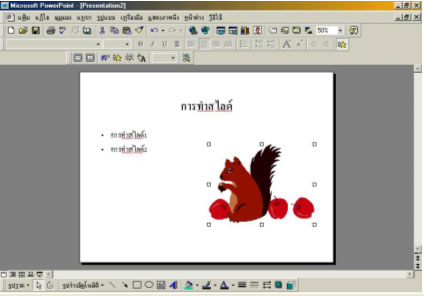 Microsoft PowerPoint - [Presentation2]
แฟ้ม แก้ไข มุมมอง แทรก รูปแบบ เครื่องมือ นำเสนอภาพนิ่ง หน้าต่าง วิธีใช้
50%
B I U S
การทำสไลด์
• การทำสไลด์1
• การทำสไลด์2
รูปวาด รูปร่างอัตโนมัติ